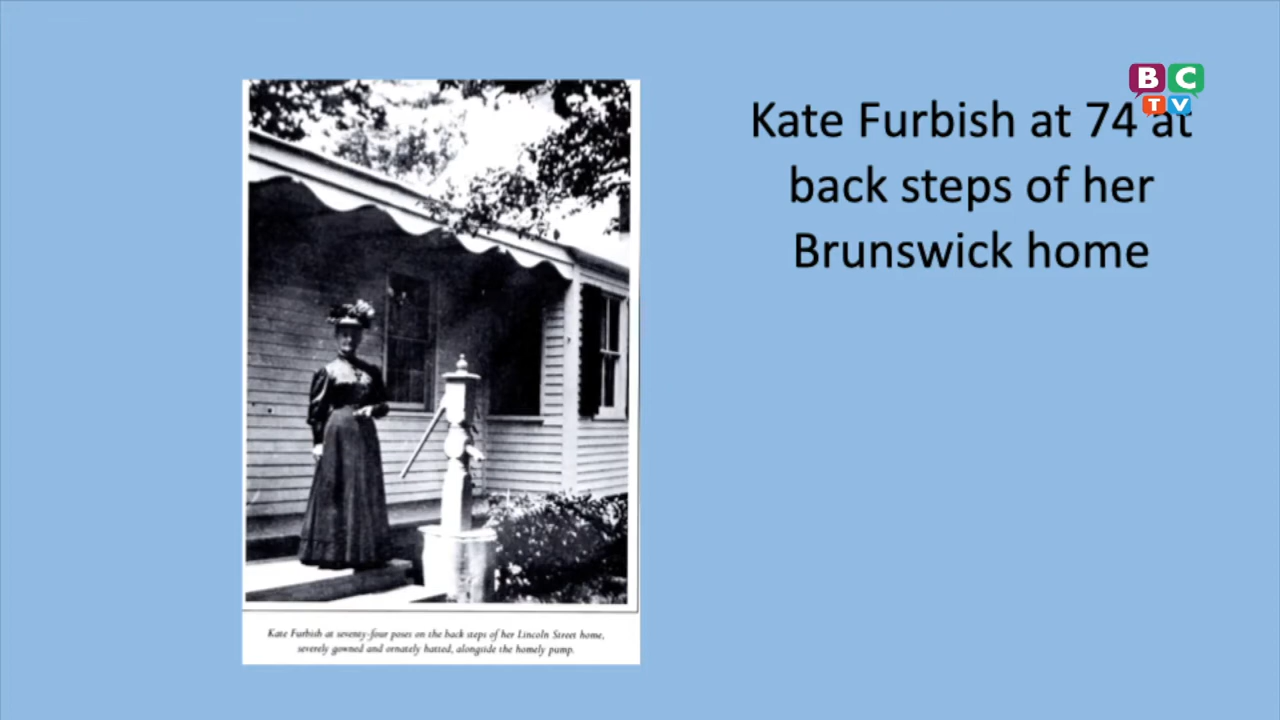 BC
TV
Kate Furbish at 74 at
back steps of her
Brunswick home
Kate Furbish at seventy-four poses on the back steps of her Lincoln Street home,
severely gowned and ornately hatted, alongside the homely pump.